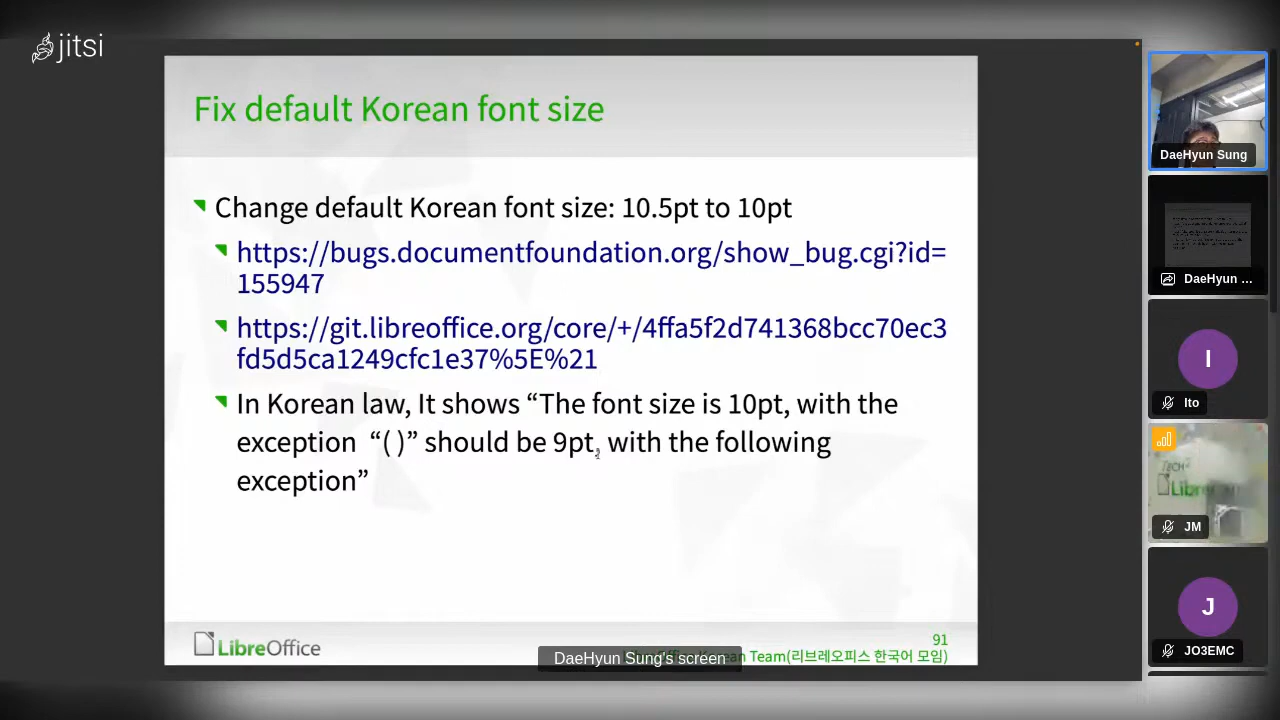 jitsi
Fix default Korean font size
Change default Korean font size: 10.5pt to 10pt
https://bugs.documentfoundation.org/show_bug.cgi?id=
155947
https://git.libreoffice.org/core/+/4ffa5f2d741368bcc70ec3
fd5d5ca1249cfc1e37%5E%21
In Korean law, It shows “The font size is 10pt, with the
exception “( )” should be 9pt, with the following
exception”
LibreOffice
91
Team(리브레오피스 한국어 모임)
DaeHyun Sung's screen
DaeHyun Sung
DaeHyun ...
I
Ito
JM
J
JO3EMC